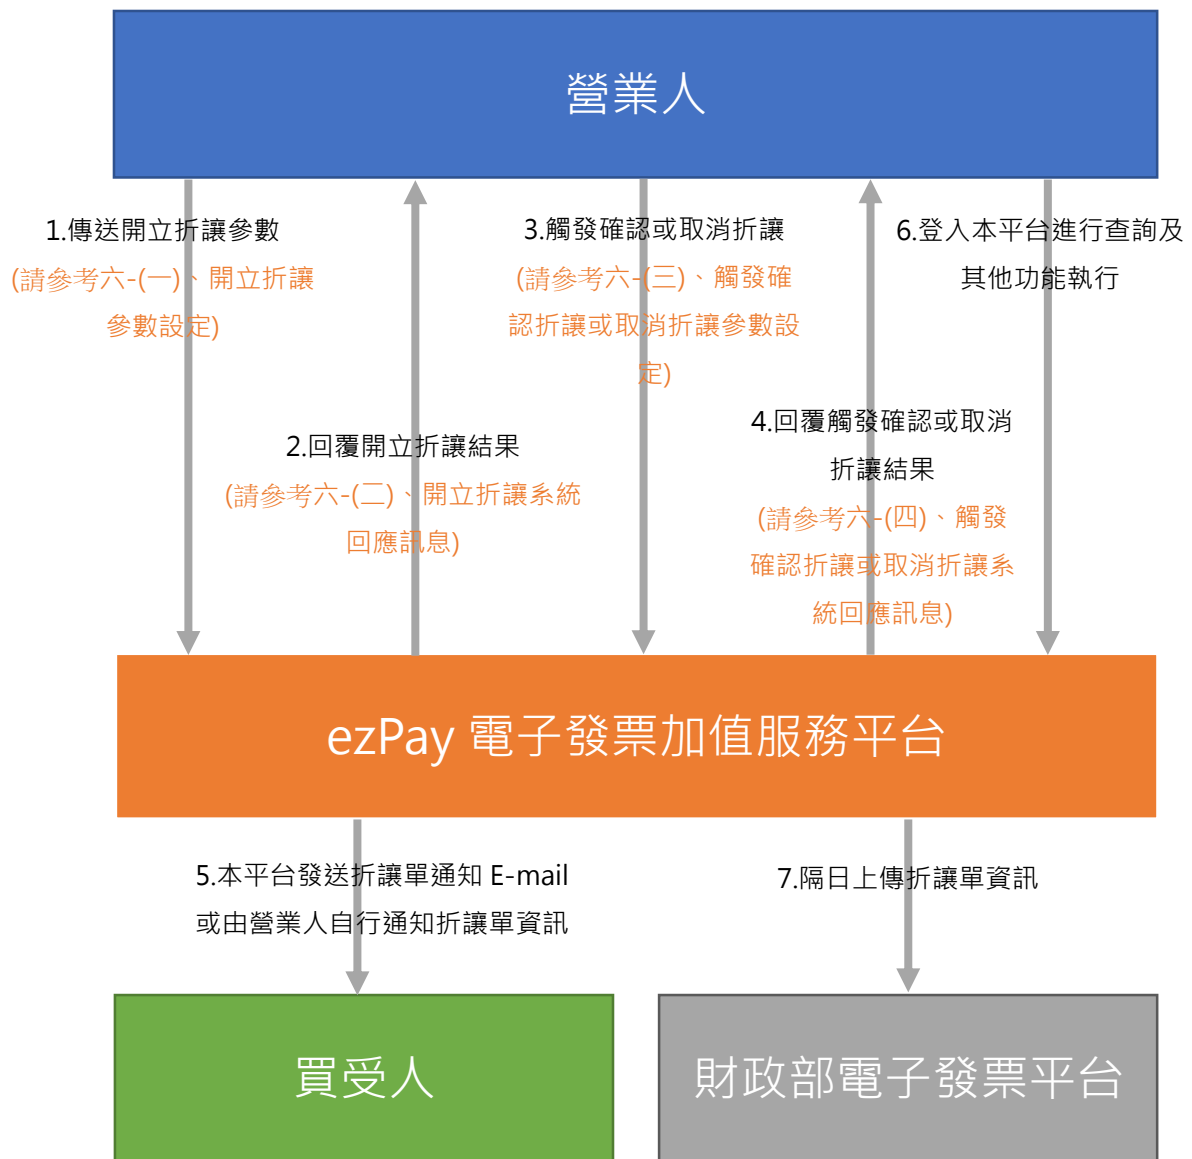 營業人
1.傳送開立折讓參數
(請參考六-(一)、開立折讓
參數設定)
2.回覆開立折讓結果
(請參考六-(二)、開立折讓系統
回應訊息)
3.觸發確認或取消折讓
(請參考六-(三)、觸發確
認折讓或取消折讓參數設
定)
4.回覆觸發確認或取消
折讓結果
(請參考六-(四)、觸發
確認折讓或取消折讓系
統回應訊息)
6.登入本平台進行查詢及
其他功能執行
ezPay 電子發票加值服務平台
5.本平台發送折讓單通知 E-mail
或由營業人自行通知折讓單資訊
7.隔日上傳折讓單資訊
買受人
財政部電子發票平台